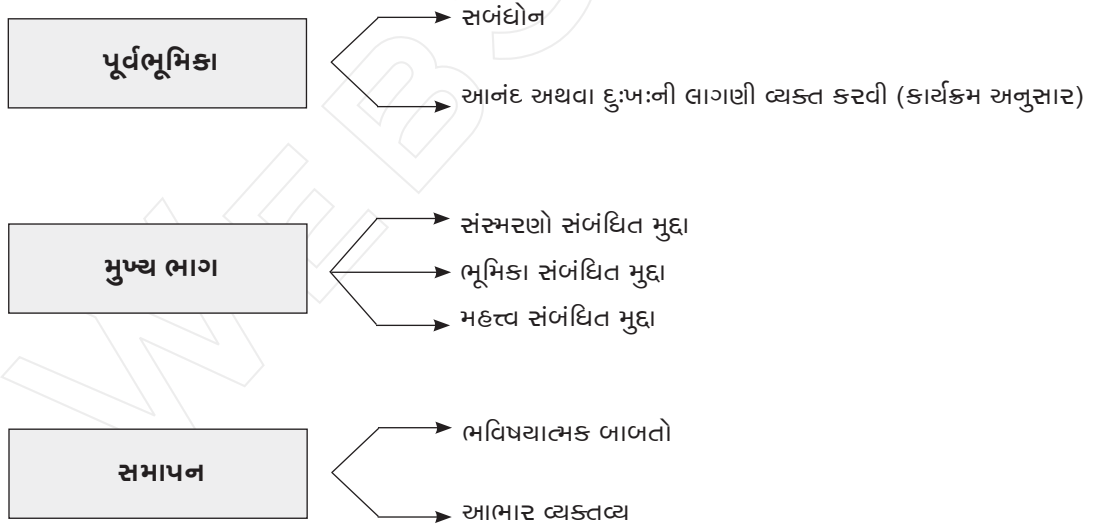 સબંધોન
પૂર્વભૂમિકા
આનંદ અથવા દુઃખઃની લાગણી વ્યક્ત કરવી (કાર્યક્રમ અનુસાર)
સંસ્મરણો સંબંધિત મુદ્દા
મુખ્ય ભાગ
ભૂમિકા સંબંધિત મુદ્દા
મહત્ત્વ સંબંધિત મુદ્દા
ભવિષયાત્મક બાબતો
સમાપન
આભાર વ્યક્તવ્ય